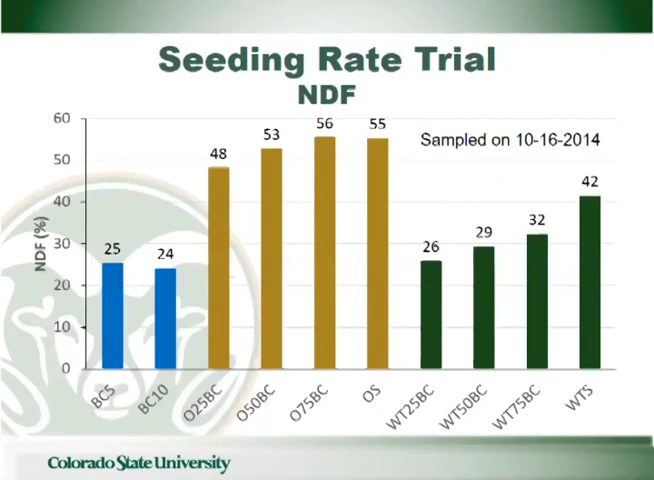 Seeding Rate Trial
NDF
Sampled on 10-16-2014
NDF (%)
60
50
40
30
20
10
0
25
24
48
53
56
55
26
29
32
42
BC5
BC10
O25BC
O50BC
O75BC
OS
WT25BC
WT50BC
WT75BC
WTS
Colorado State University